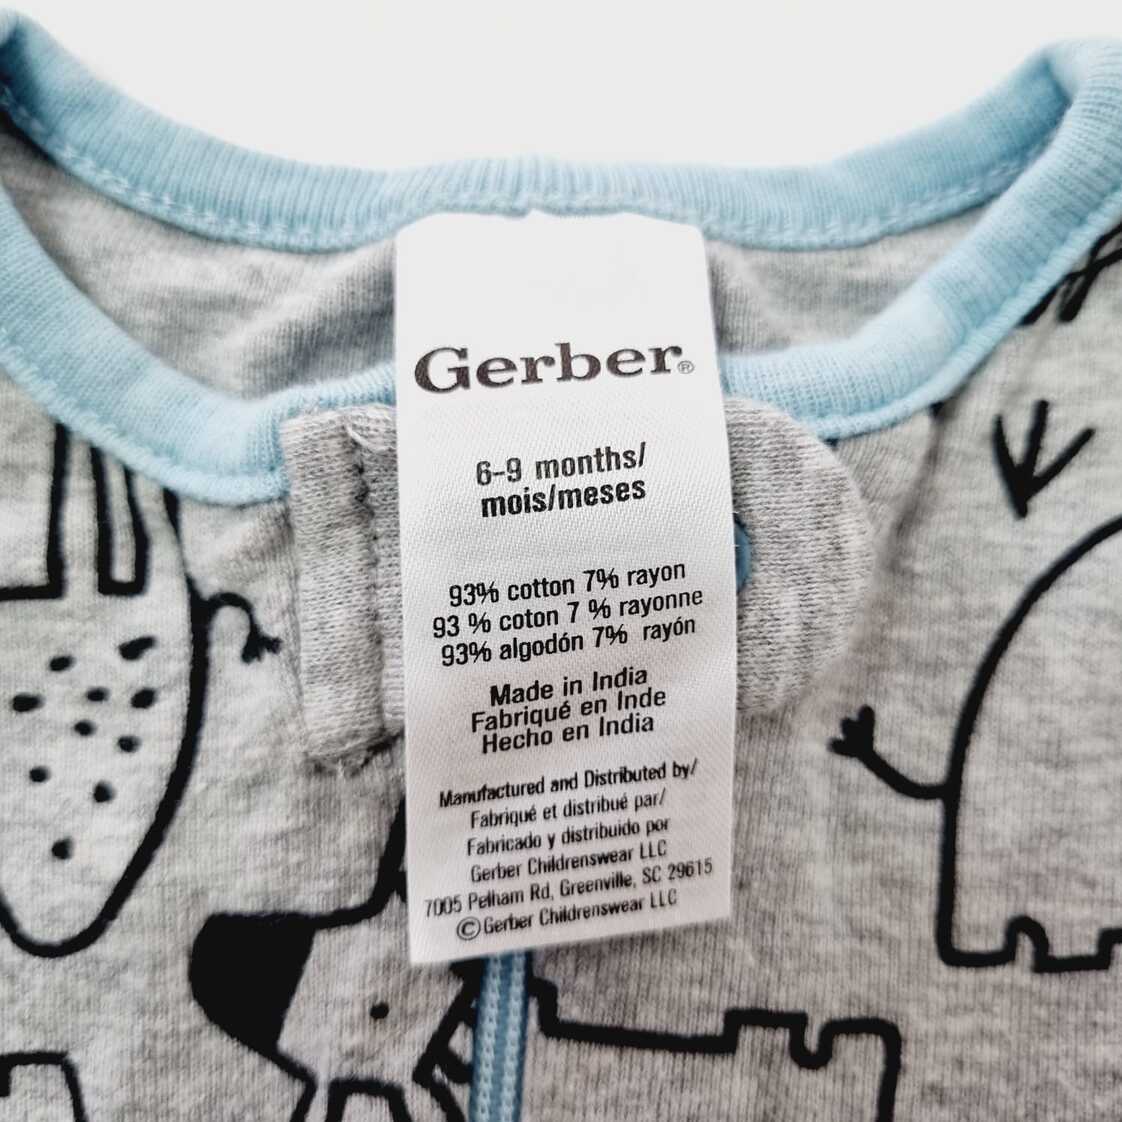 Gerber®
6-9 months/
mois/meses
93% cotton 7% rayon
93 % coton 7 % rayonne
93% algodón 7% rayón
Made in India
Fabriqué en Inde
Hecho en India
Manufactured and Distributed by/
Fabriqué et distribué par/
Fabricado y distribuido por
Gerber Childrenswear LLC
7005 Pelham Rd, Greenville, SC 29615
©Gerber Childrenswear LLC